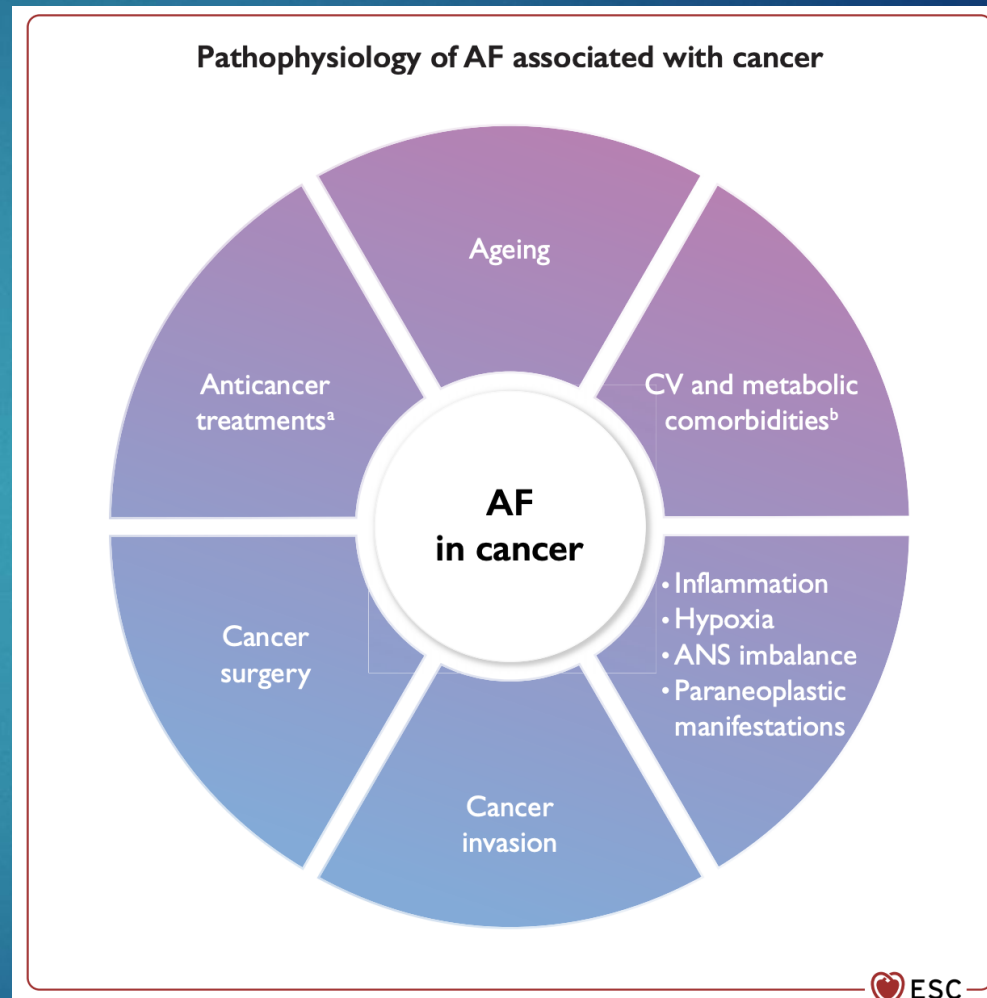 Pathophysiology of AF associated with cancer
Ageing
CV and metabolic
comorbiditiesᵇ
• Inflammation
• Hypoxia
• ANS imbalance
• Paraneoplastic
manifestations
Cancer
invasion
Cancer
surgery
Anticancer
treatmentsᵃ
AF
in cancer
ESC